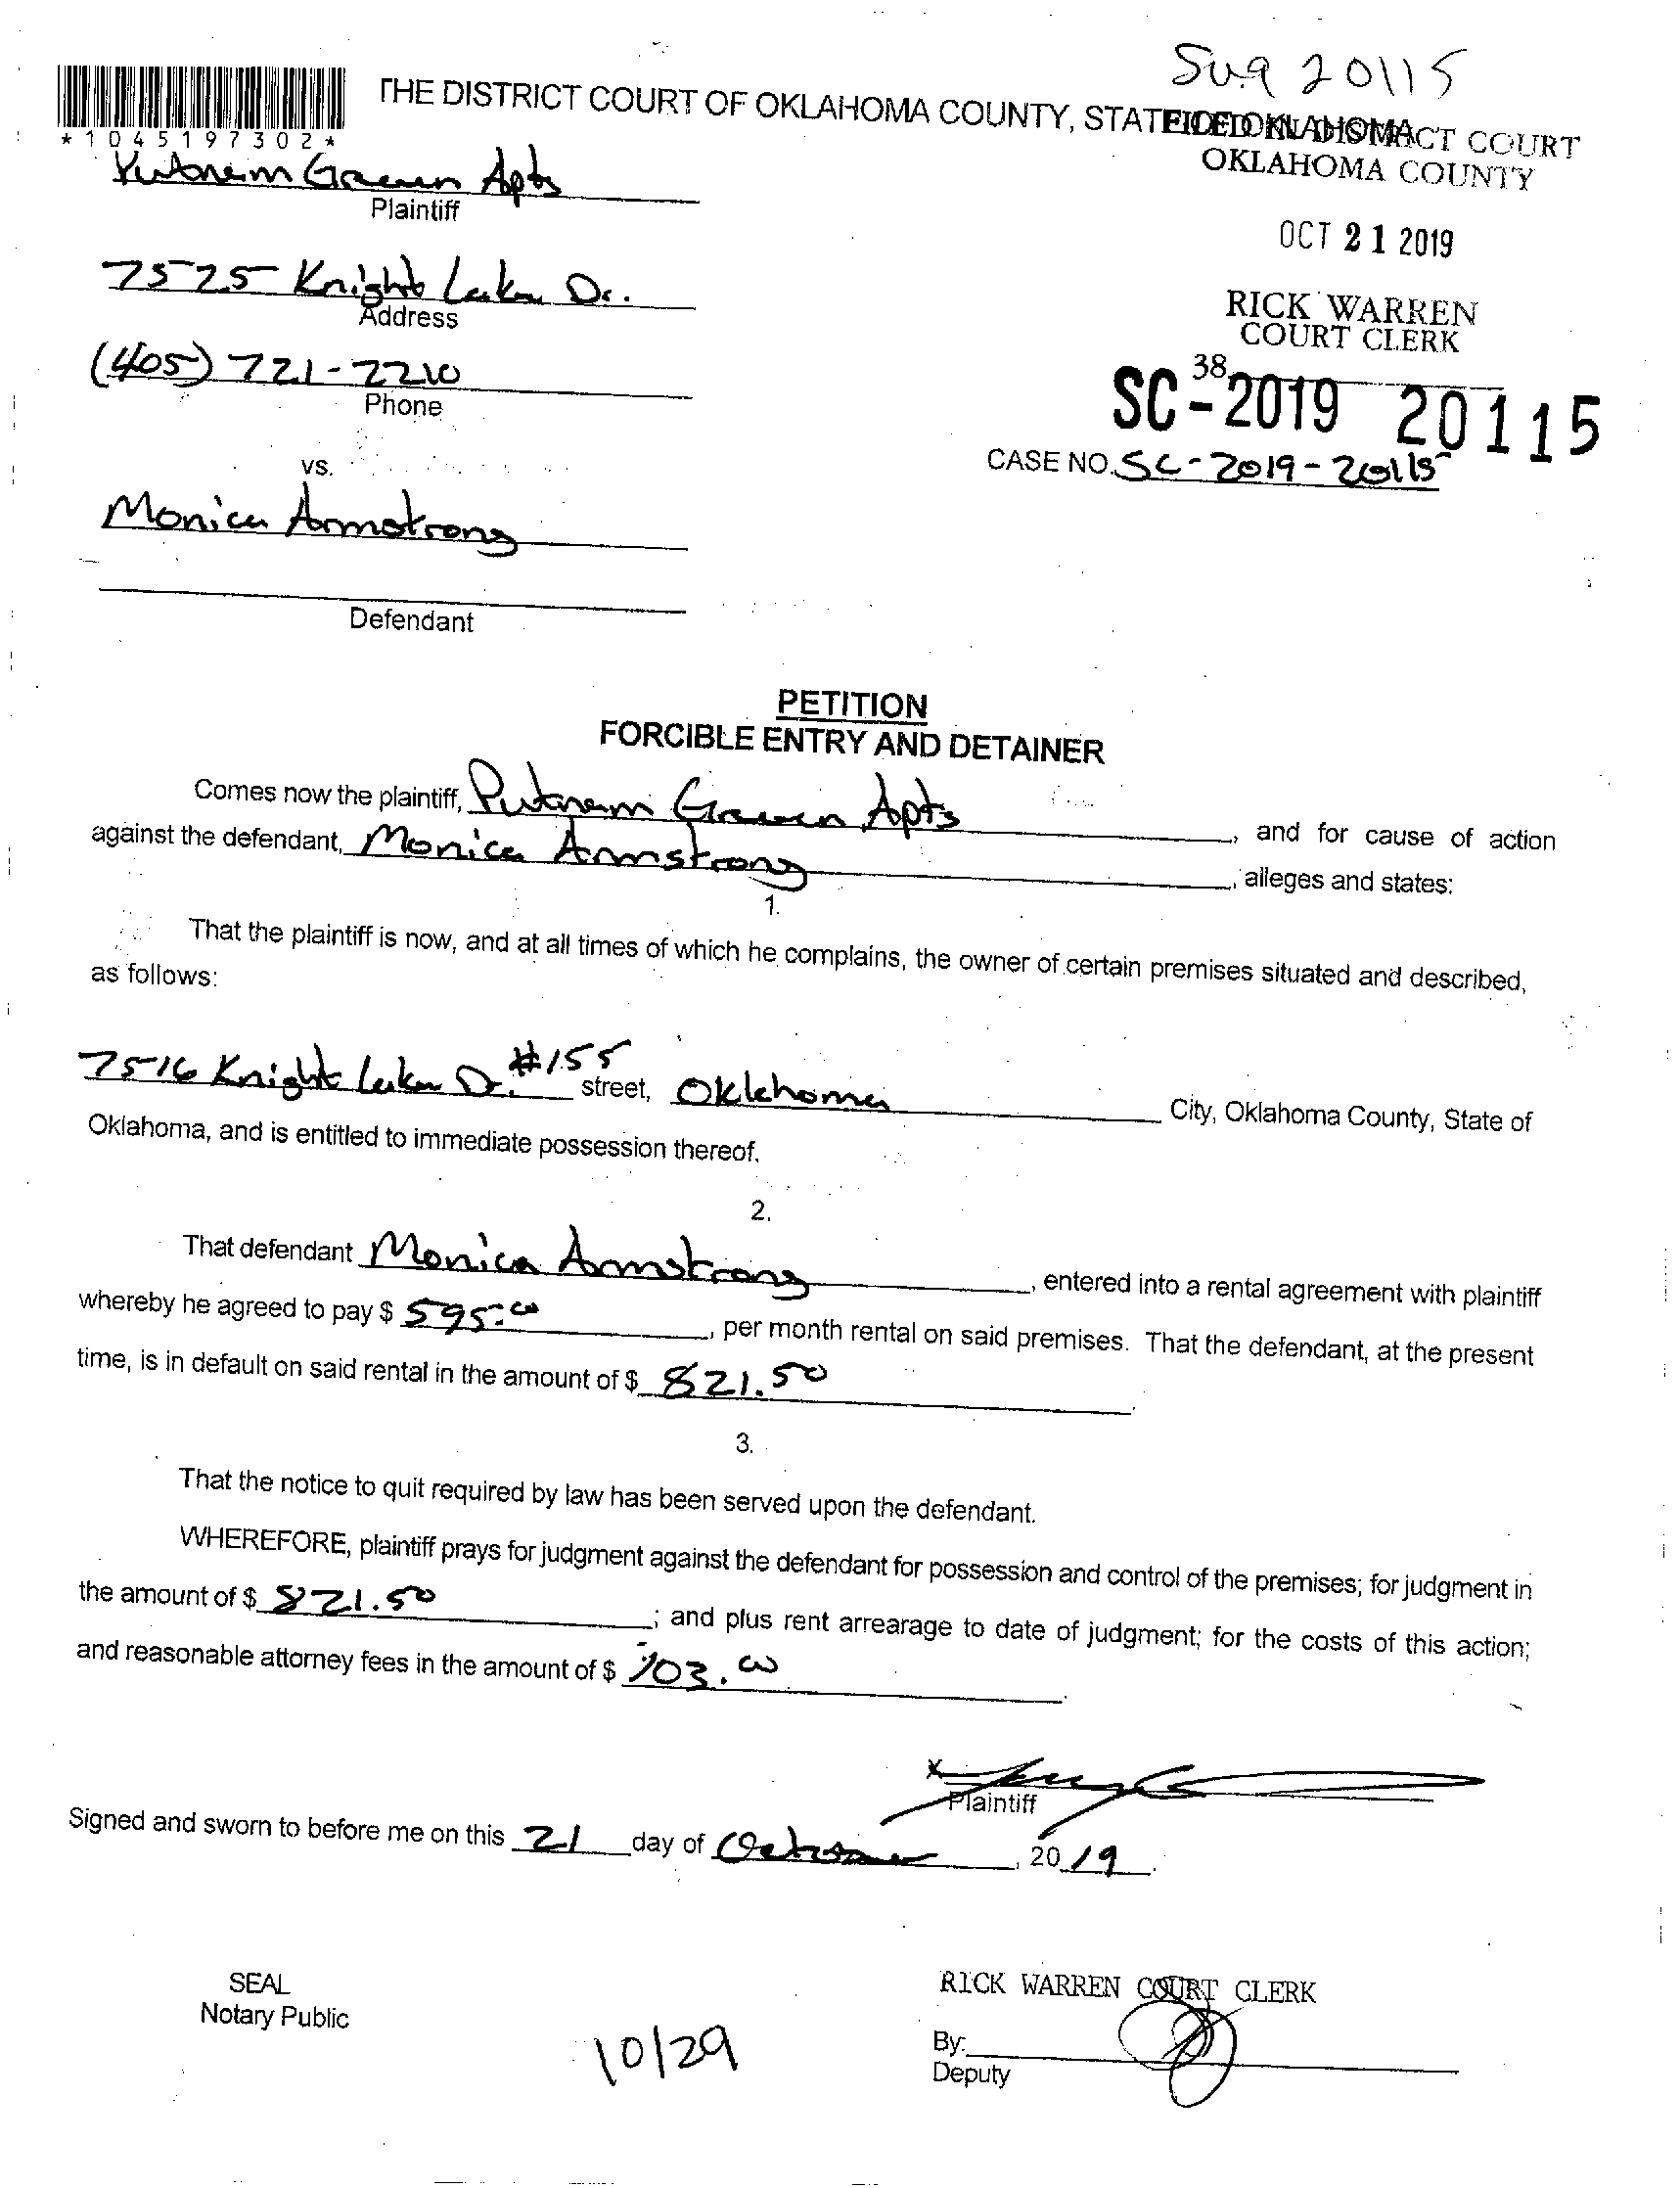 Sug 20115
THE DISTRICT COURT OF OKLAHOMA COUNTY, STATE OF OKLAHOMA
FILED IN DISTRICT COURT
OKLAHOMA COUNTY
*1045197302*
Putnam Green Apts
Plaintiff
OCT 21 2019
7525 Knight Lake Dr.
Address
RICK WARREN
COURT CLERK
(405) 721-2210
Phone
38
SC-2019 20115
CASE NO. SC-2019-20115
vs.
Monica Armstrong
Defendant
PETITION
FORCIBLE ENTRY AND DETAINER
Comes now the plaintiff, Putnam Green Apts, and for cause of action
against the defendant, Monica Armstrong, alleges and states:
1.
That the plaintiff is now, and at all times of which he complains, the owner of certain premises situated and described,
as follows:
7516 Knight Lake Dr. #155 street, Oklahoma City, Oklahoma County, State of
Oklahoma, and is entitled to immediate possession thereof.
2.
That defendant Monica Armstrong, entered into a rental agreement with plaintiff
whereby he agreed to pay $ 595.00, per month rental on said premises. That the defendant, at the present
time, is in default on said rental in the amount of $ 821.50.
3.
That the notice to quit required by law has been served upon the defendant.
WHEREFORE, plaintiff prays for judgment against the defendant for possession and control of the premises; for judgment in
the amount of $ 821.50; and plus rent arrearage to date of judgment; for the costs of this action;
and reasonable attorney fees in the amount of $ 103.00.
x
Plaintiff
Signed and sworn to before me on this 21 day of October, 20 19.
SEAL
Notary Public
10/29
RICK WARREN COURT CLERK
By:
Deputy